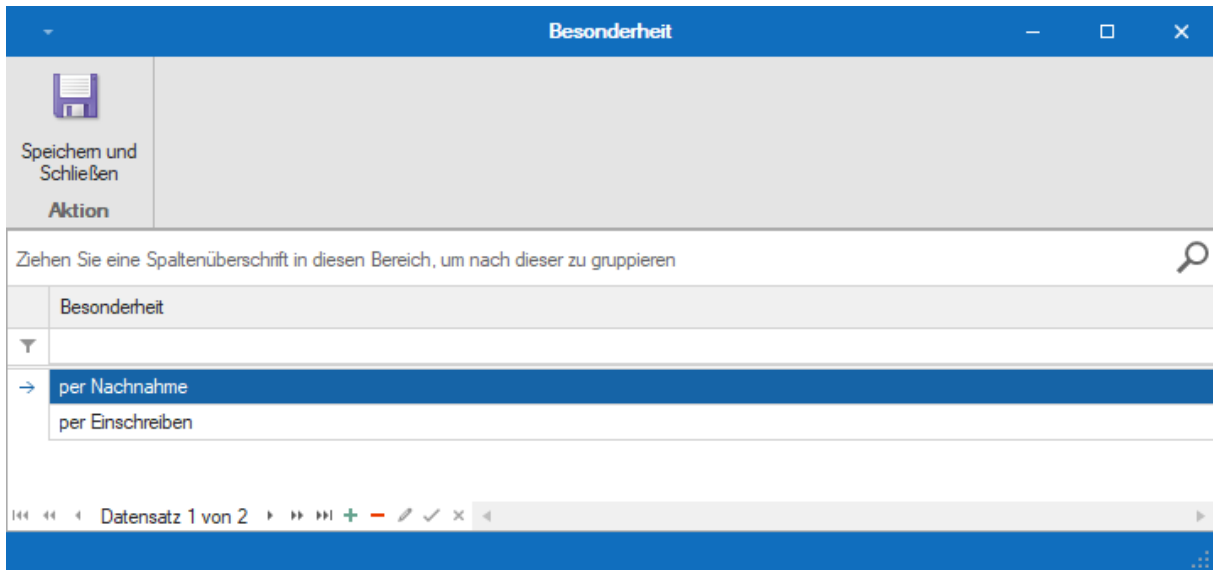 Besonderheit
Speichern und
Schließen
Aktion
Ziehen Sie eine Spaltenüberschrift in diesen Bereich, um nach dieser zu gruppieren
Besonderheit
per Nachnahme
per Einschreiben
Datensatz 1 von 2